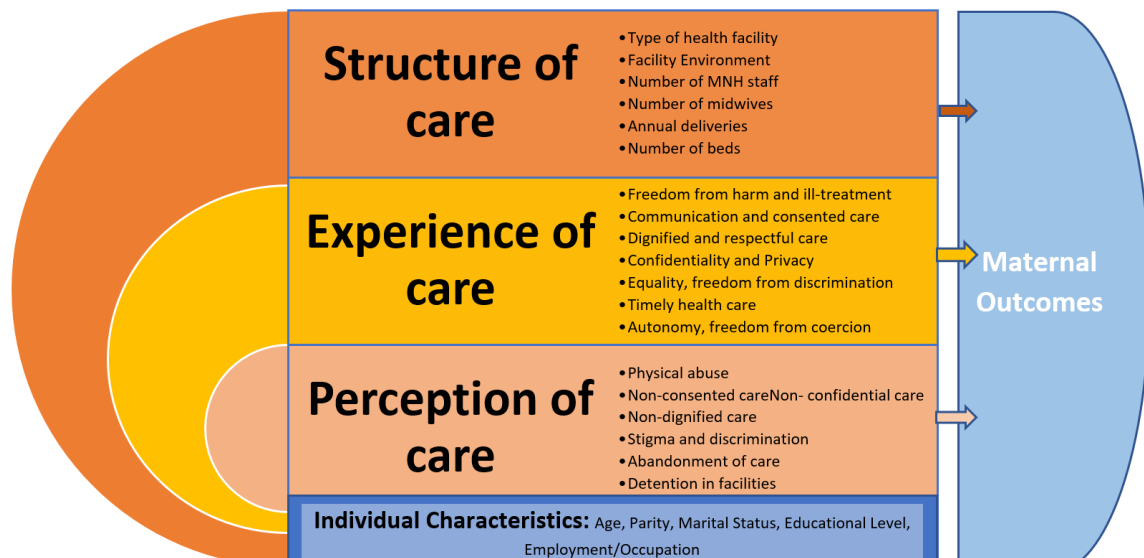 Structure of
care
•Type of health facility
•Facility Environment
•Number of MNH staff
•Number of midwives
•Annual deliveries
•Number of beds
Experience of
care
•Freedom from harm and ill-treatment
•Communication and consented care
•Dignified and respectful care
•Confidentiality and Privacy
•Equality, freedom from discrimination
•Timely health care
•Autonomy, freedom from coercion
Perception of
care
•Physical abuse
•Non-consented careNon- confidential care
•Non-dignified care
•Stigma and discrimination
•Abandonment of care
•Detention in facilities
Individual Characteristics: Age, Parity, Marital Status, Educational Level,
Employment/Occupation
Maternal
Outcomes